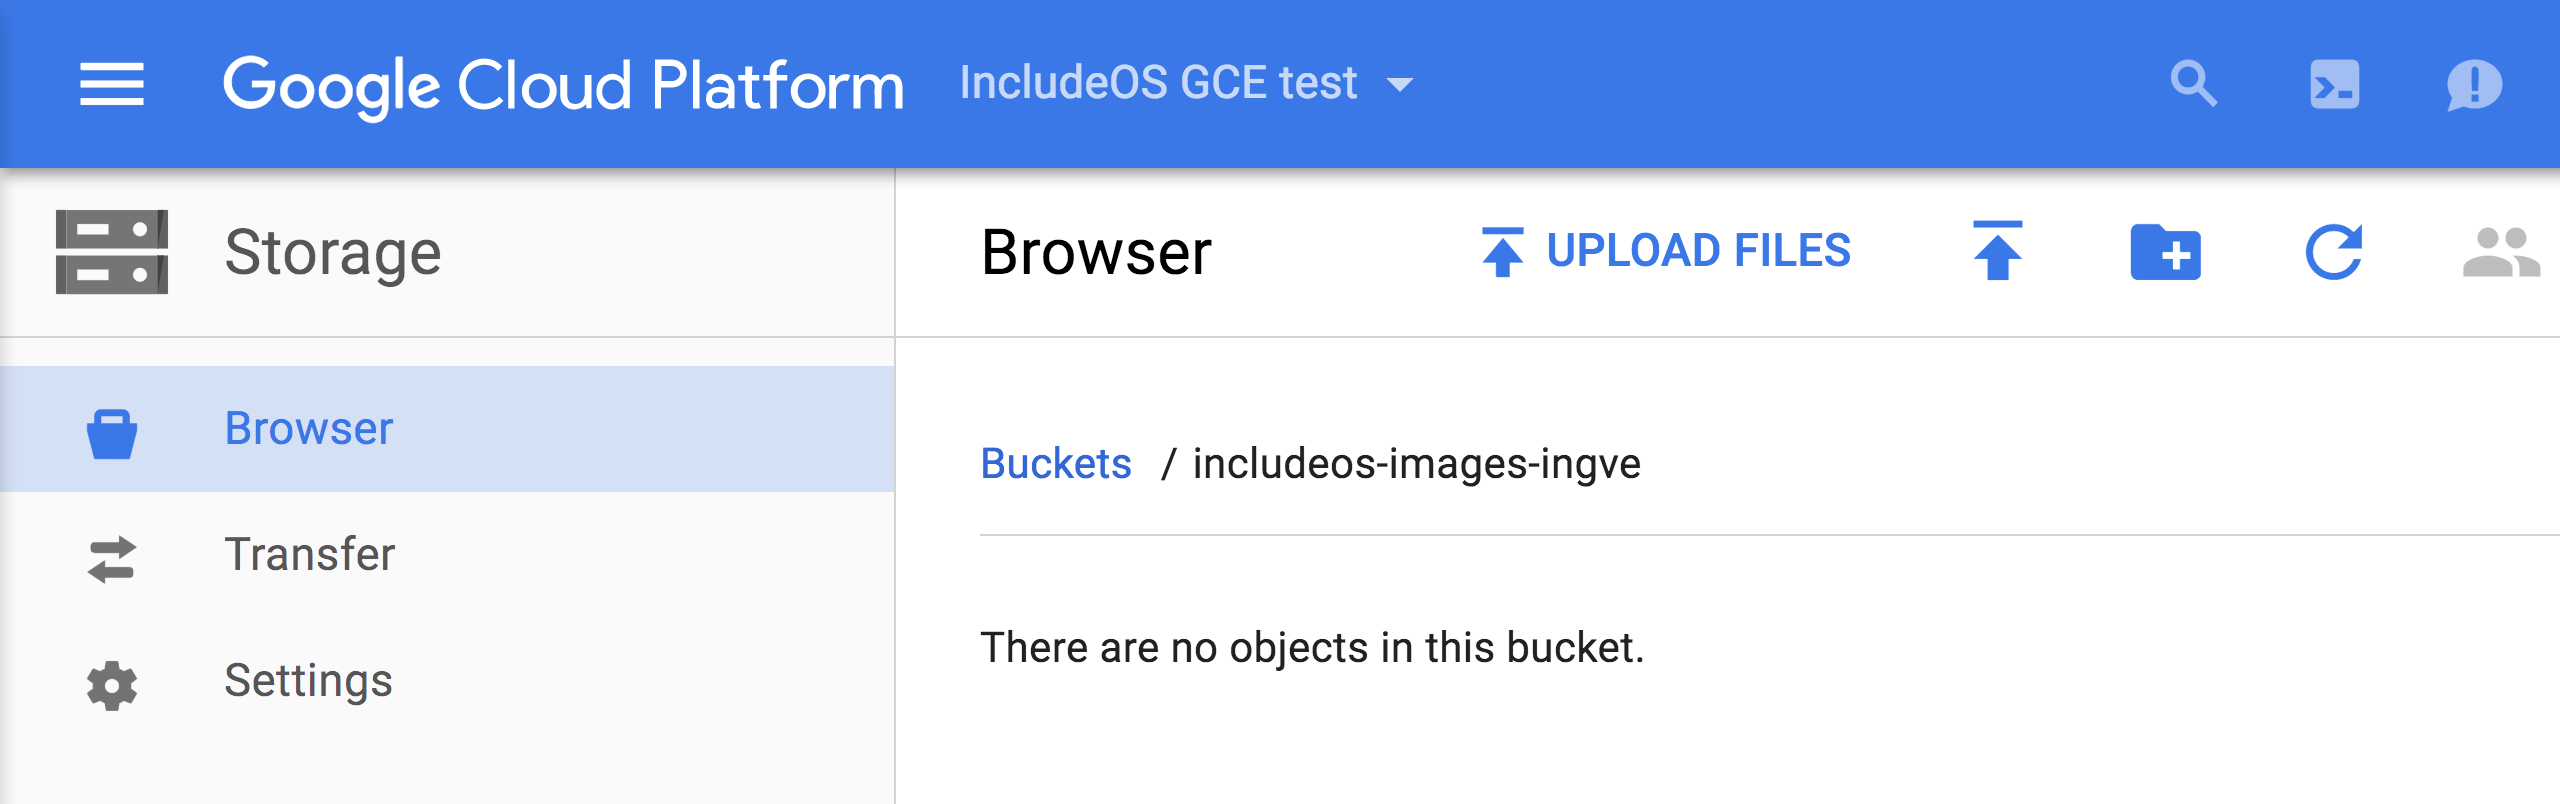 Google Cloud Platform IncludeOS GCE test
Storage
Browser UPLOAD FILES
Browser
Transfer
Settings
Buckets / includeos-images-ingve
There are no objects in this bucket.